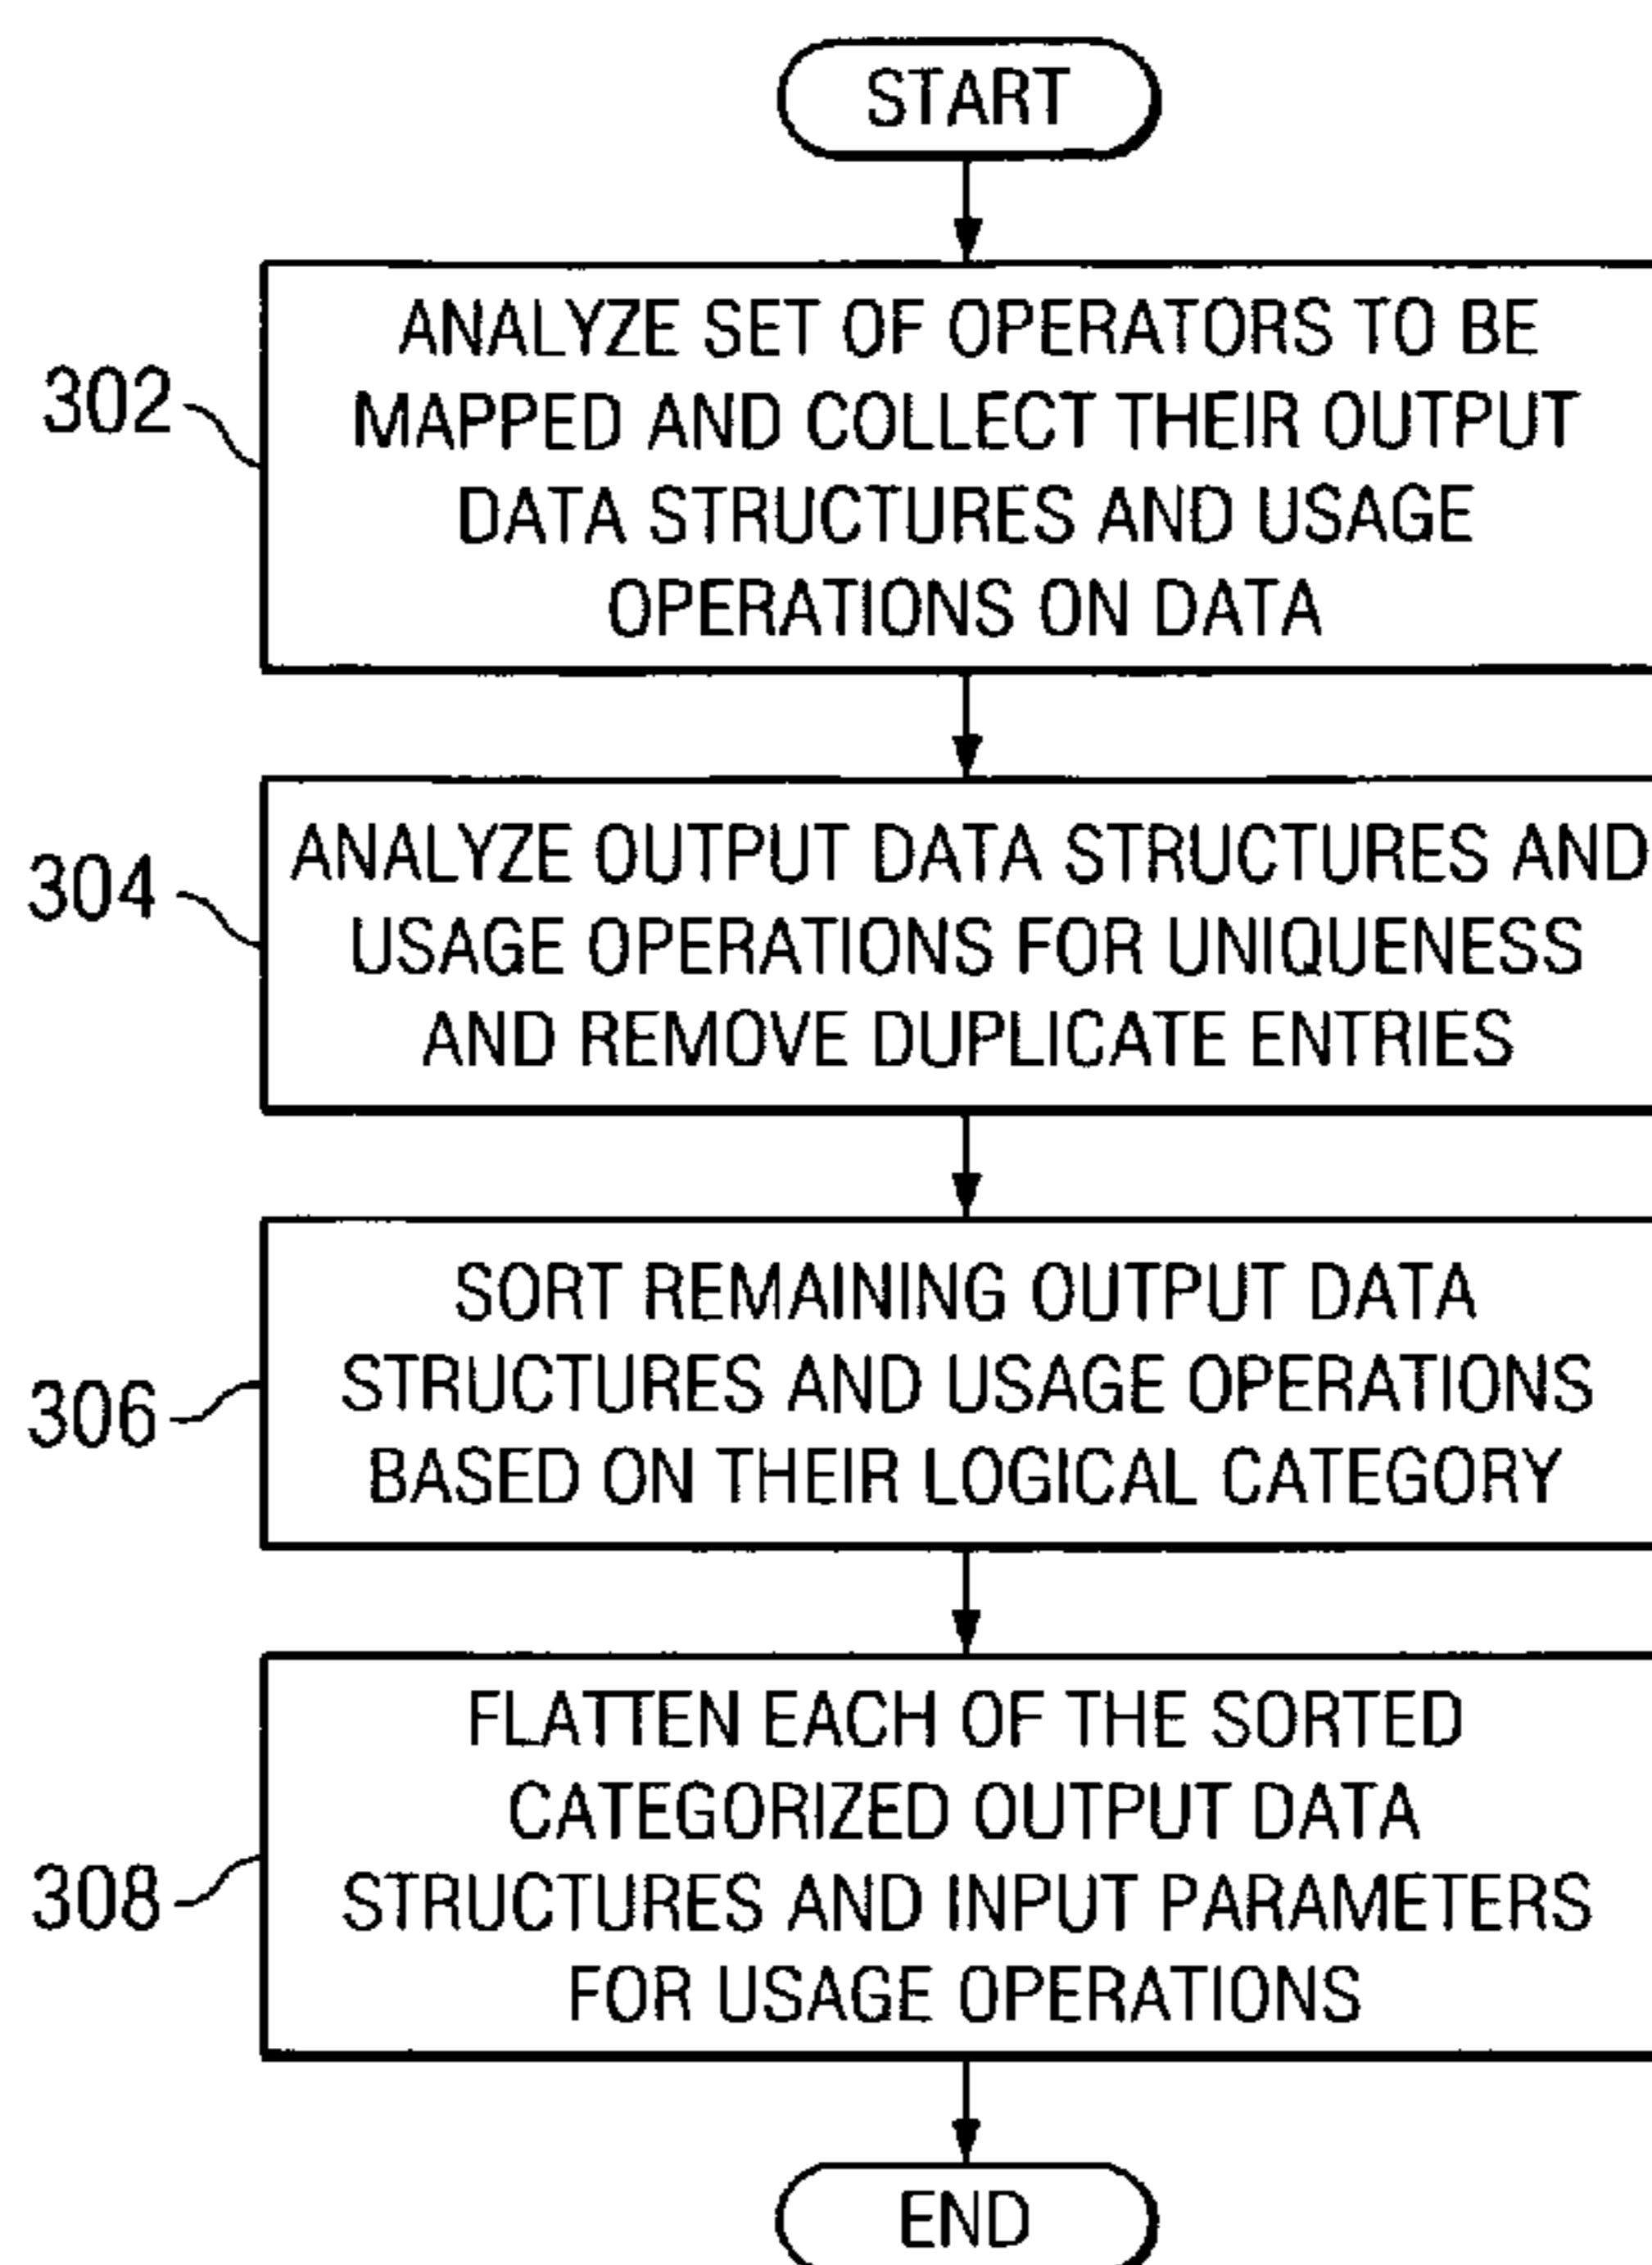 START
302
ANALYZE SET OF OPERATORS TO BE
MAPPED AND COLLECT THEIR OUTPUT
DATA STRUCTURES AND USAGE
OPERATIONS ON DATA
304
ANALYZE OUTPUT DATA STRUCTURES AND
USAGE OPERATIONS FOR UNIQUENESS
AND REMOVE DUPLICATE ENTRIES
306
SORT REMAINING OUTPUT DATA
STRUCTURES AND USAGE OPERATIONS
BASED ON THEIR LOGICAL CATEGORY
308
FLATTEN EACH OF THE SORTED
CATEGORIZED OUTPUT DATA
STRUCTURES AND INPUT PARAMETERS
FOR USAGE OPERATIONS
END